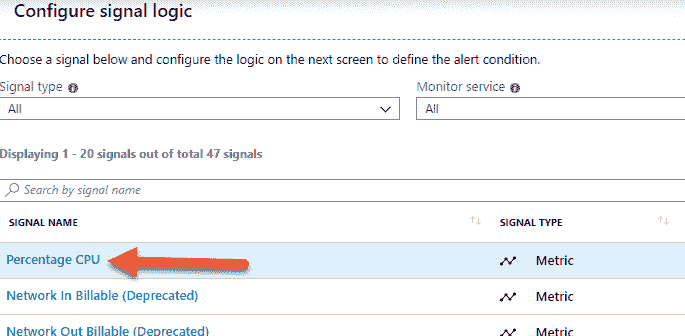 Configure signal logic
Choose a signal below and configure the logic on the next screen to define the alert condition.
Signal type Monitor service
All All
Displaying 1 - 20 signals out of total 47 signals
Search by signal name
SIGNAL NAME SIGNAL TYPE
Percentage CPU Metric
Network In Billable (Deprecated) Metric
Network Out Billable (Deprecated) Metric